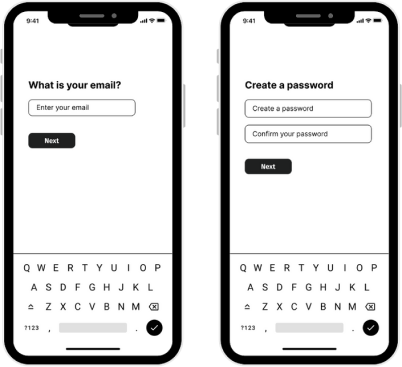 9:41
What is your email?
Enter your email
Next
Q W E R T Y U I O P
A S D F G H J K L
Z X C V B N M
?123 , .
9:41
Create a password
Create a password
Confirm your password
Next
Q W E R T Y U I O P
A S D F G H J K L
Z X C V B N M
?123 , .